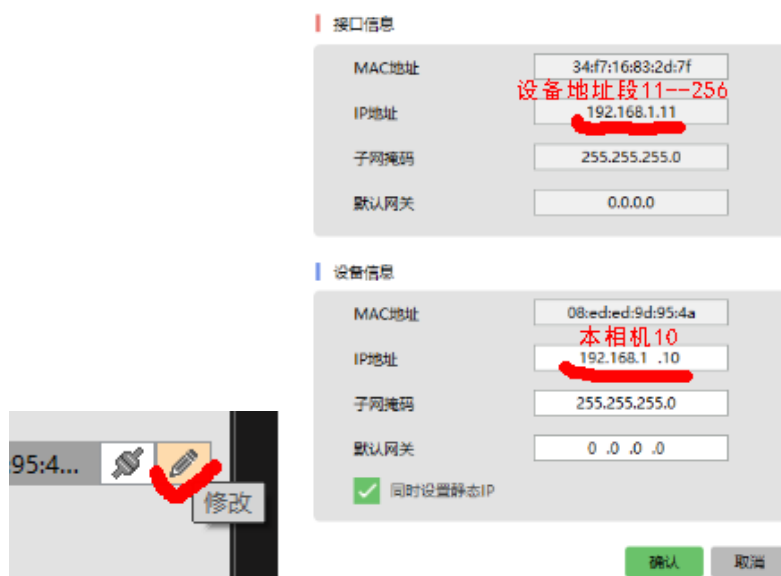 接口信息
MAC地址 34:f7:16:83:2d:7f
设备地址段11--256
IP地址 192.168.1.11
子网掩码 255.255.255.0
默认网关 0.0.0.0
设备信息
MAC地址 08:ed:ed:9d:95:4a
本相机10
IP地址 192.168.1 .10
子网掩码 255.255.255.0
默认网关 0 .0 .0 .0
同时设置静态IP
确认 取消
95:4...
修改